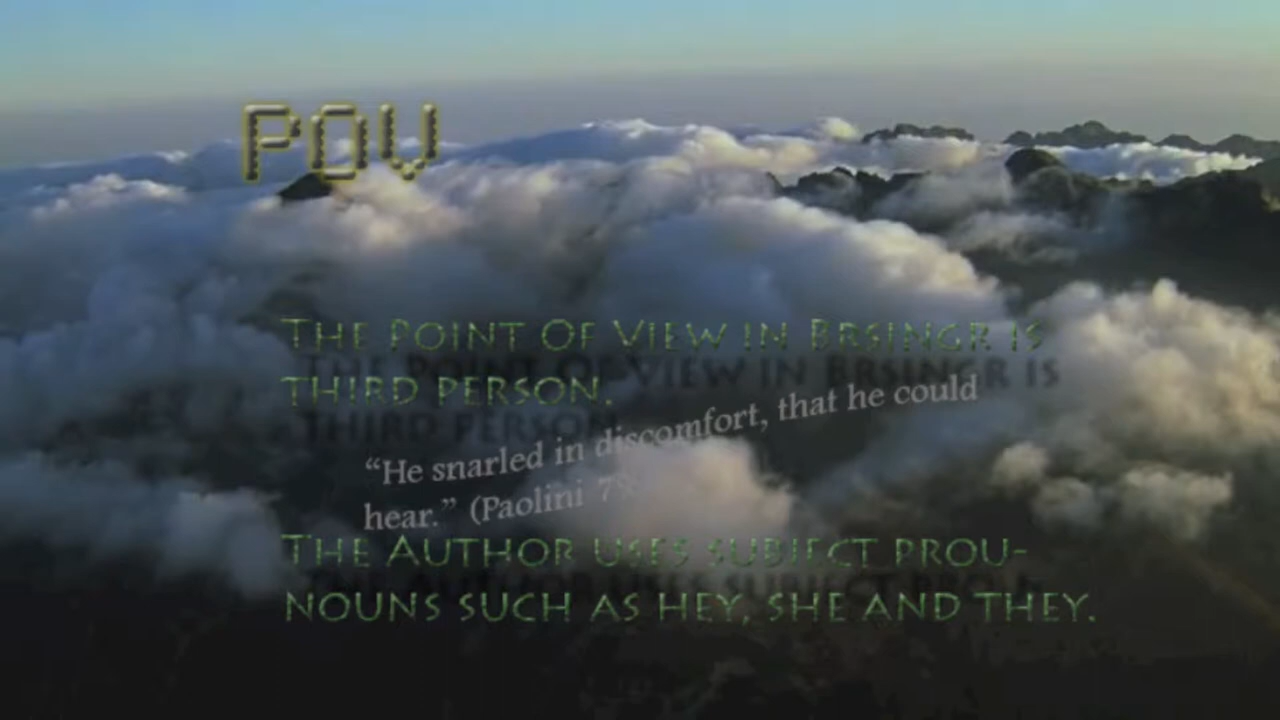 POV
THE POINT OF VIEW IN BRSINGR IS
THIRD PERSON.
“He snarled in discomfort, that he could
hear.” (Paolini
THE AUTHOR USES SUBJECT PROU-
NOUNS SUCH AS HEY, SHE AND THEY.